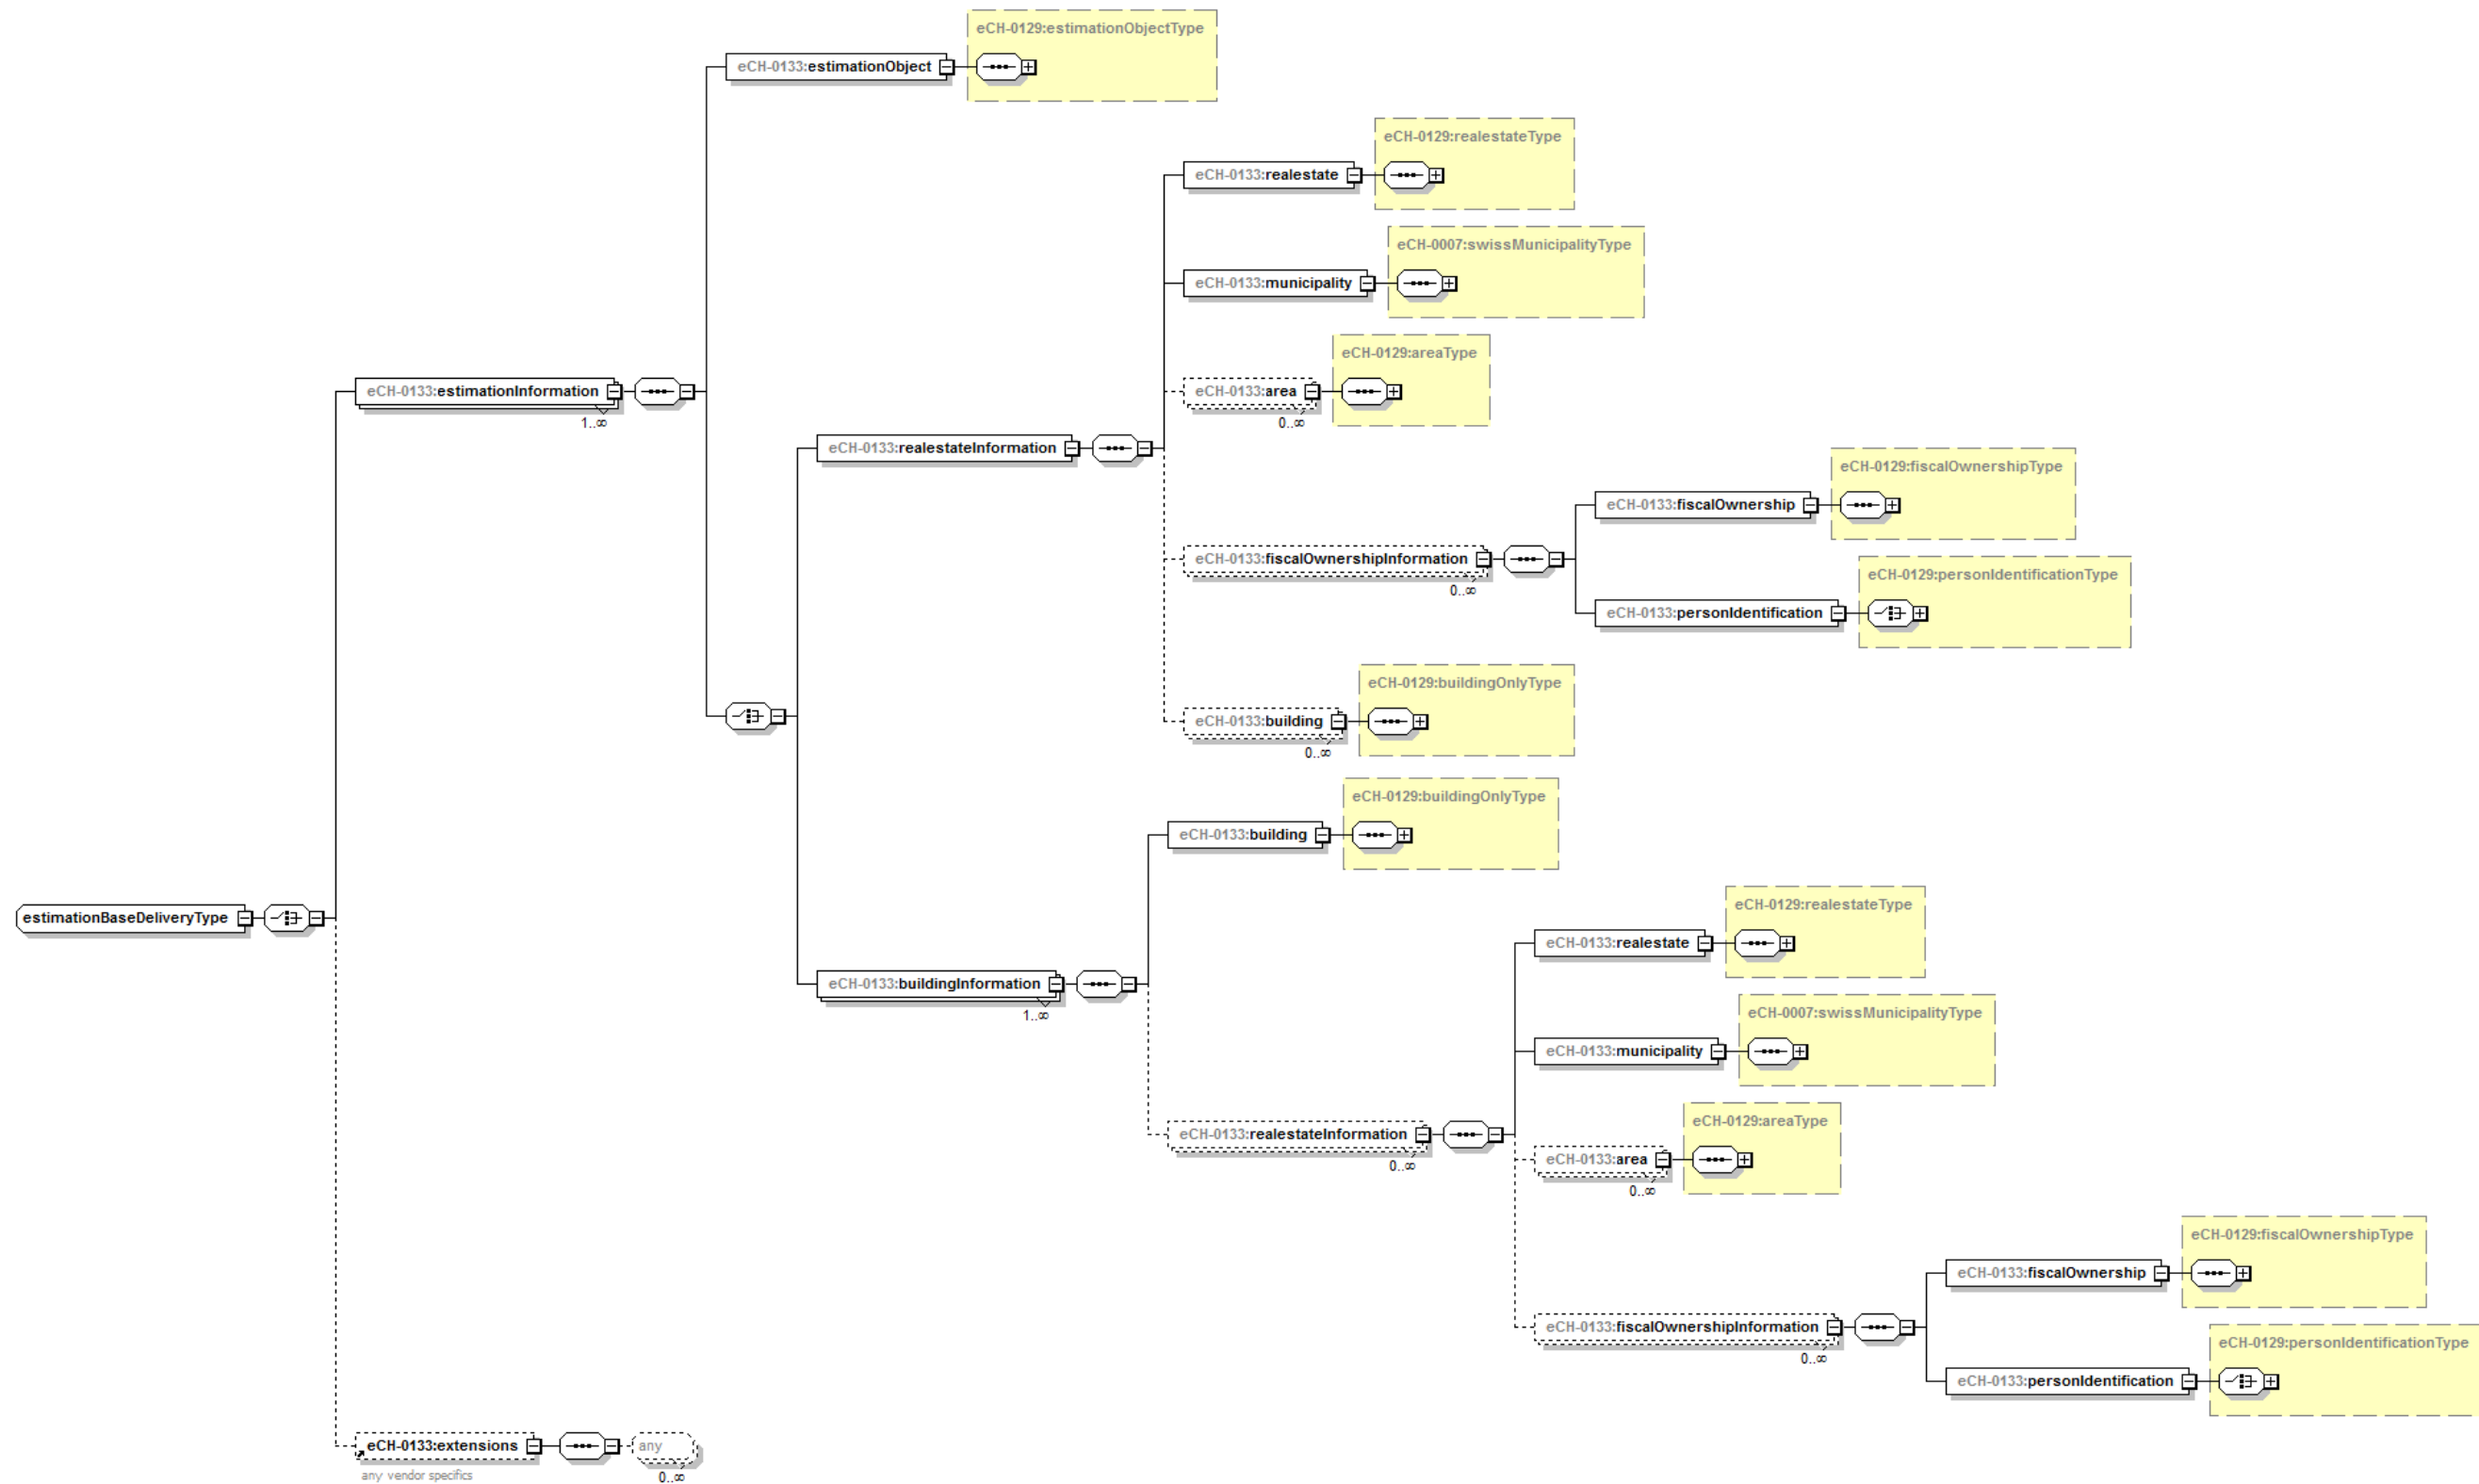 eCH-0129:estimationObjectType
eCH-0133:estimationObject
eCH-0129:realestateType
eCH-0133:realestate
eCH-0007:swissMunicipalityType
eCH-0133:municipality
eCH-0129:areaType
eCH-0133:estimationInformation
1..∞
eCH-0133:area
0..∞
eCH-0133:realestateInformation
eCH-0129:fiscalOwnershipType
eCH-0133:fiscalOwnership
eCH-0133:fiscalOwnershipInformation
0..∞
eCH-0129:personIdentificationType
eCH-0133:personIdentification
eCH-0129:buildingOnlyType
eCH-0133:building
0..∞
eCH-0129:buildingOnlyType
eCH-0133:building
estimationBaseDeliveryType
eCH-0129:realestateType
eCH-0133:realestate
eCH-0133:buildingInformation
1..∞
eCH-0007:swissMunicipalityType
eCH-0133:municipality
eCH-0129:areaType
eCH-0133:realestateInformation
0..∞
eCH-0133:area
0..∞
eCH-0129:fiscalOwnershipType
eCH-0133:fiscalOwnership
eCH-0133:fiscalOwnershipInformation
0..∞
eCH-0129:personIdentificationType
eCH-0133:personIdentification
eCH-0133:extensions
any
0..∞
any vendor specifics